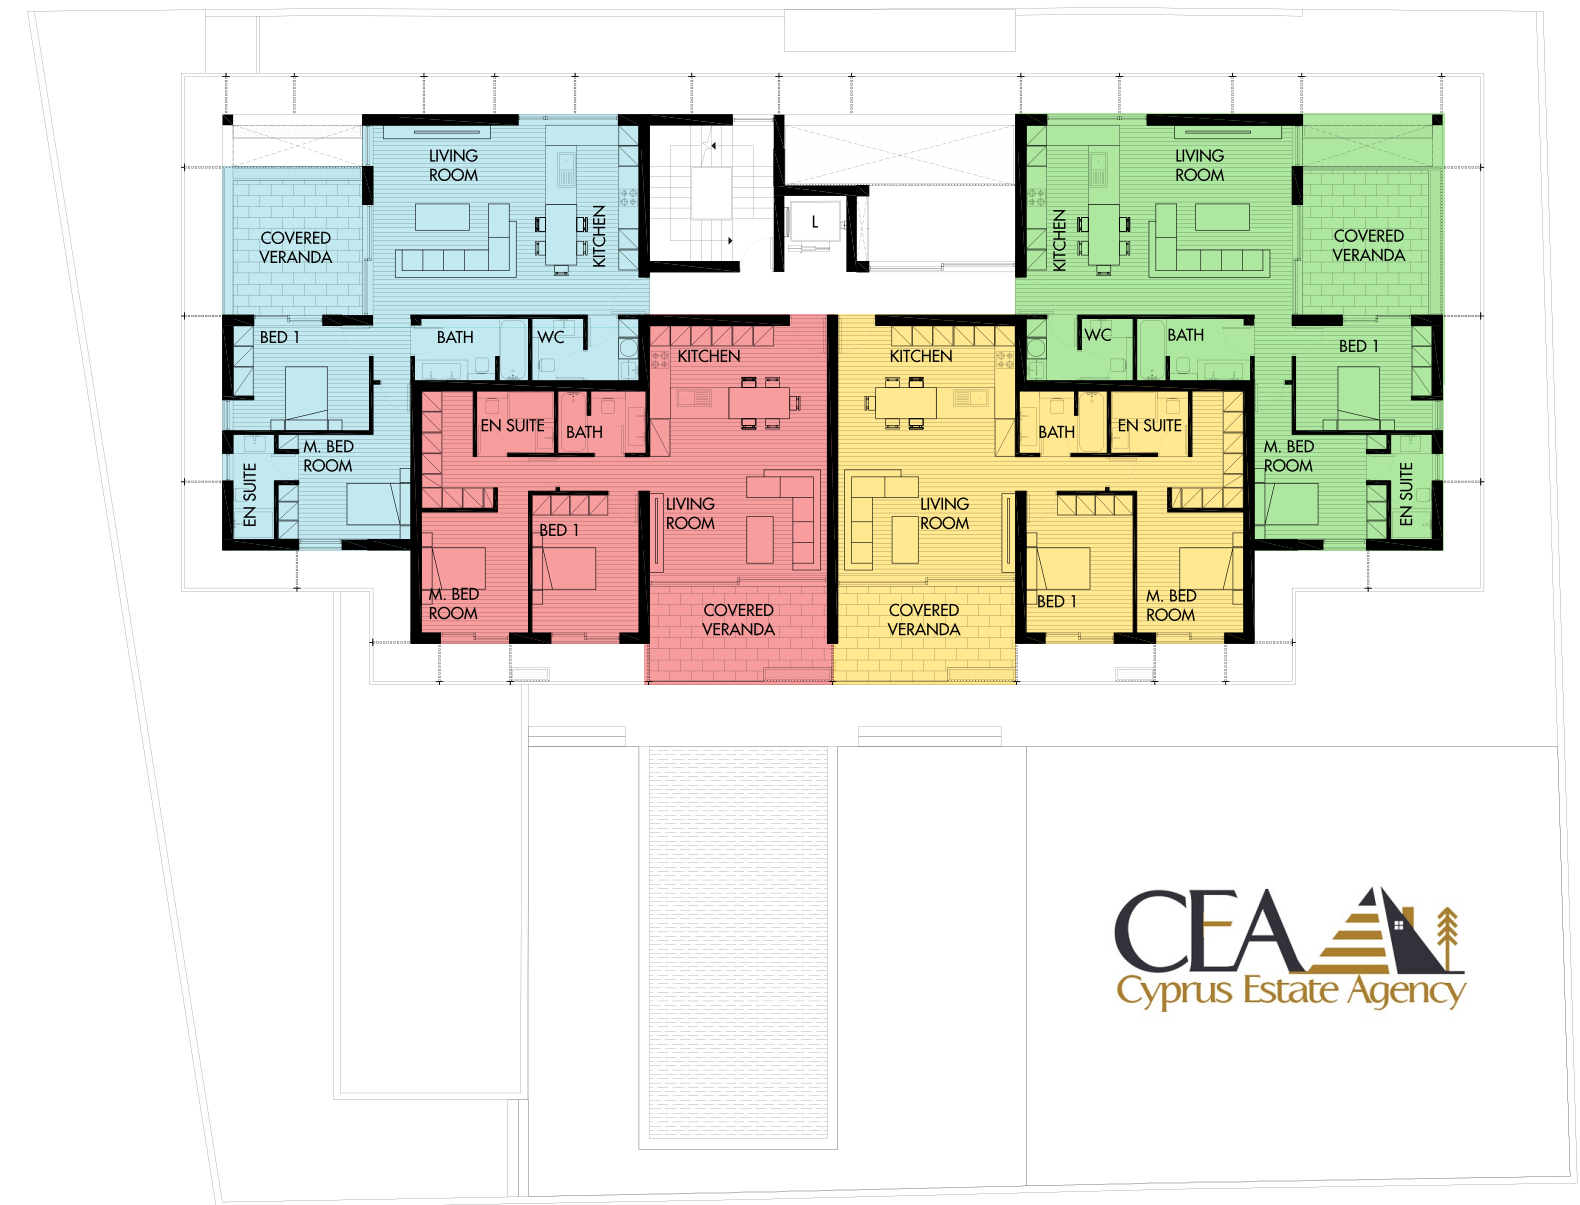 LIVING
ROOM
KITCHEN
COVERED
VERANDA
BED 1
BATH
WC
M. BED
ROOM
EN SUITE
L
LIVING
ROOM
KITCHEN
COVERED
VERANDA
WC
BATH
BED 1
M. BED
ROOM
EN SUITE
KITCHEN
EN SUITE
BATH
LIVING
ROOM
BED 1
M. BED
ROOM
COVERED
VERANDA
KITCHEN
BATH
EN SUITE
LIVING
ROOM
BED 1
M. BED
ROOM
COVERED
VERANDA
CEA
Cyprus Estate Agency